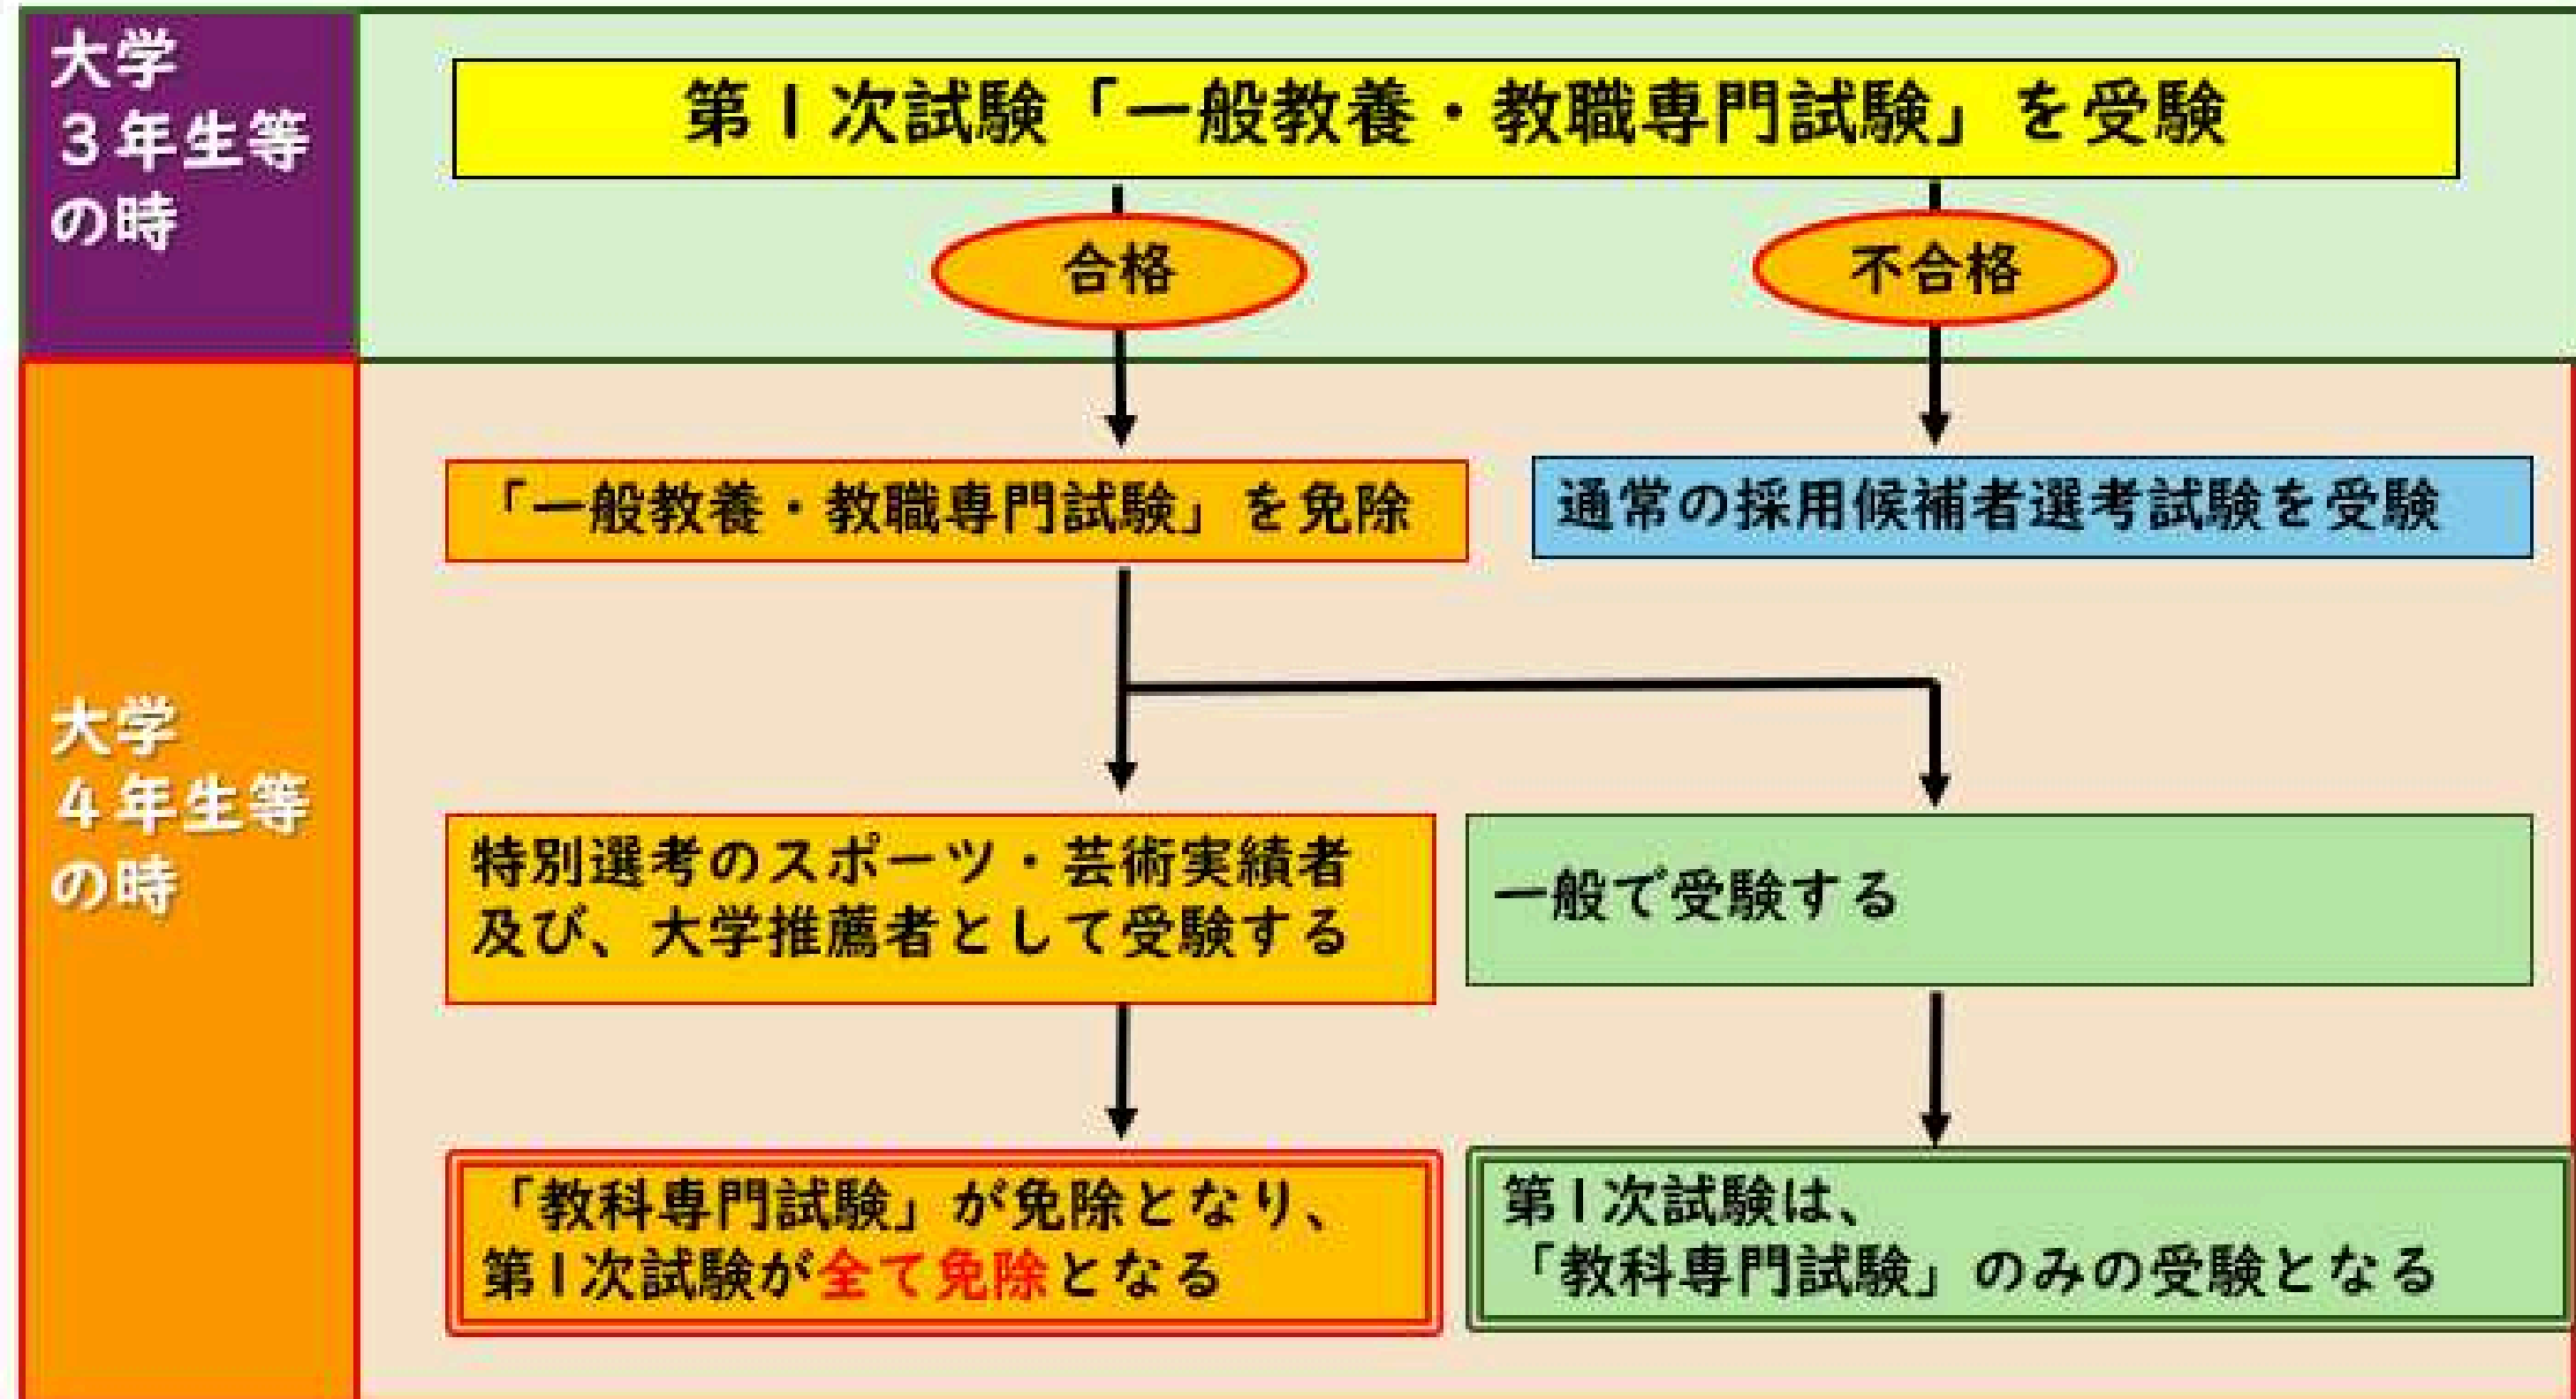 大学
3年生等
の時
第1次試験「一般教養・教職専門試験」を受験
合格
不合格
大学
4年生等
の時
「一般教養・教職専門試験」を免除
通常の採用候補者選考試験を受験
特別選考のスポーツ・芸術実績者
及び、大学推薦者として受験する
一般で受験する
「教科専門試験」が免除となり、
第1次試験が全て免除となる
第1次試験は、
「教科専門試験」のみの受験となる